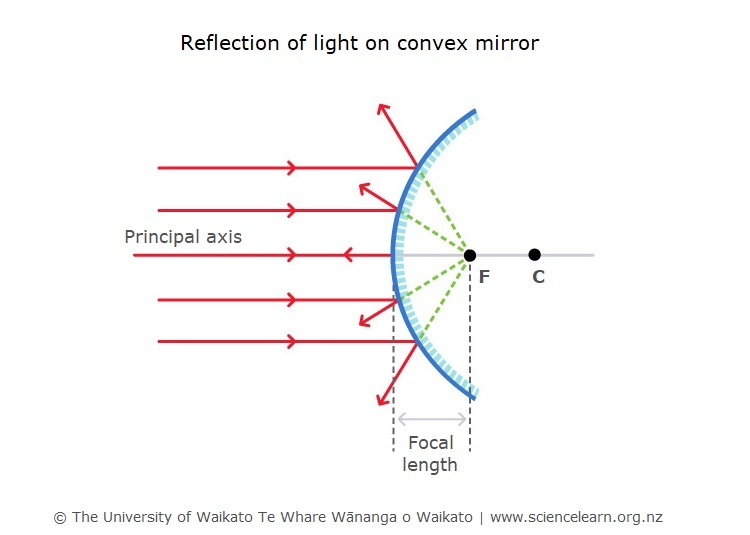 Reflection of light on convex mirror
Principal axis
F
C
Focal
length
© The University of Waikato Te Whare Wānanga o Waikato | www.sciencelearn.org.nz